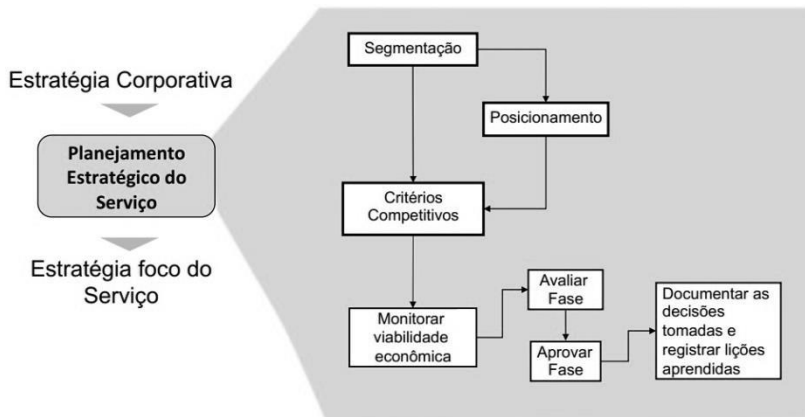 Estratégia Corporativa
Planejamento
Estratégico do
Serviço
Estratégia foco do
Serviço
Segmentação
Posicionamento
Critérios
Competitivos
Monitorar
viabilidade
econômica
Avaliar
Fase
Aprovar
Fase
Documentar as
decisões
tomadas e
registrar lições
aprendidas